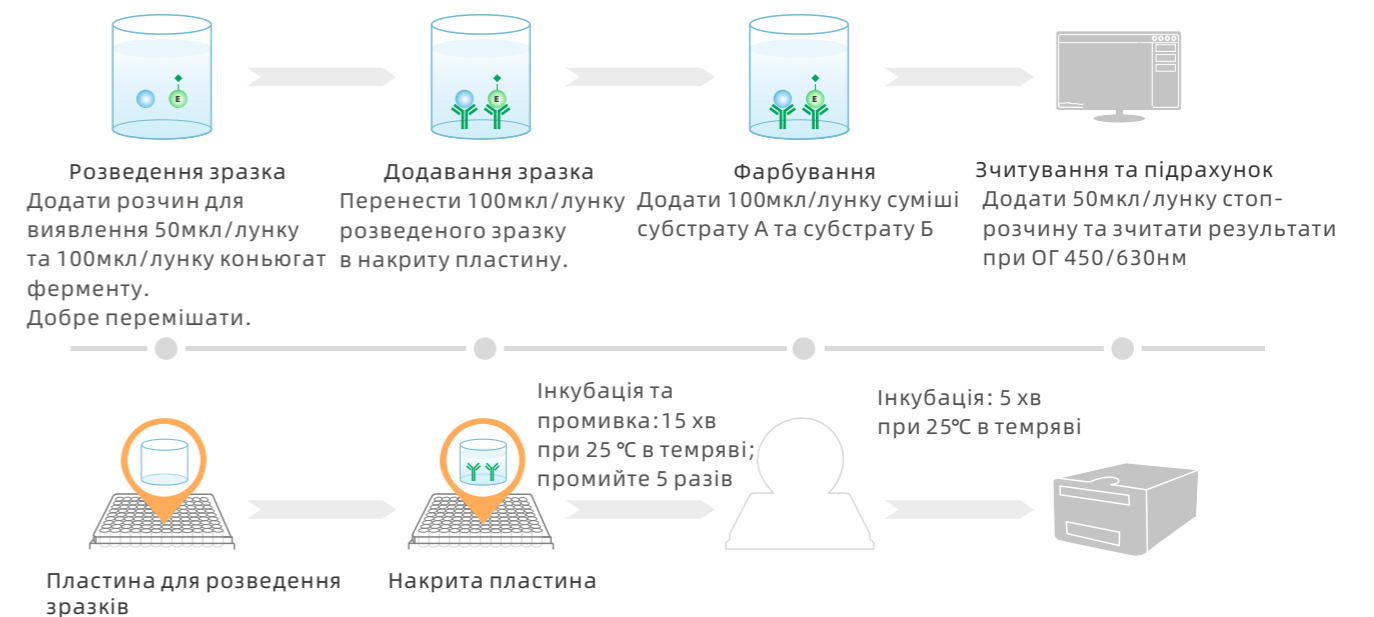 Розведення зразка
Додати розчин для
виявлення 50мкл/лунку
та 100мкл/лунку коньюгат
ферменту.
Добре перемішати.
Додавання зразка
Перенести 100мкл/лунку
розведеного зразку
в накриту пластину.
Фарбування
Додати 100мкл/лунку суміші
субстрату А та субстрату Б
Зчитування та підрахунок
Додати 50мкл/лунку стоп-
розчину та зчитати результати
при ОГ 450/630нм
E
E
E
Інкубація та
промивка:15 хв
при 25 ℃ в темряві;
промийте 5 разів
Інкубація: 5 хв
при 25℃ в темряві
Пластина для розведення
зразків
Накрита пластина